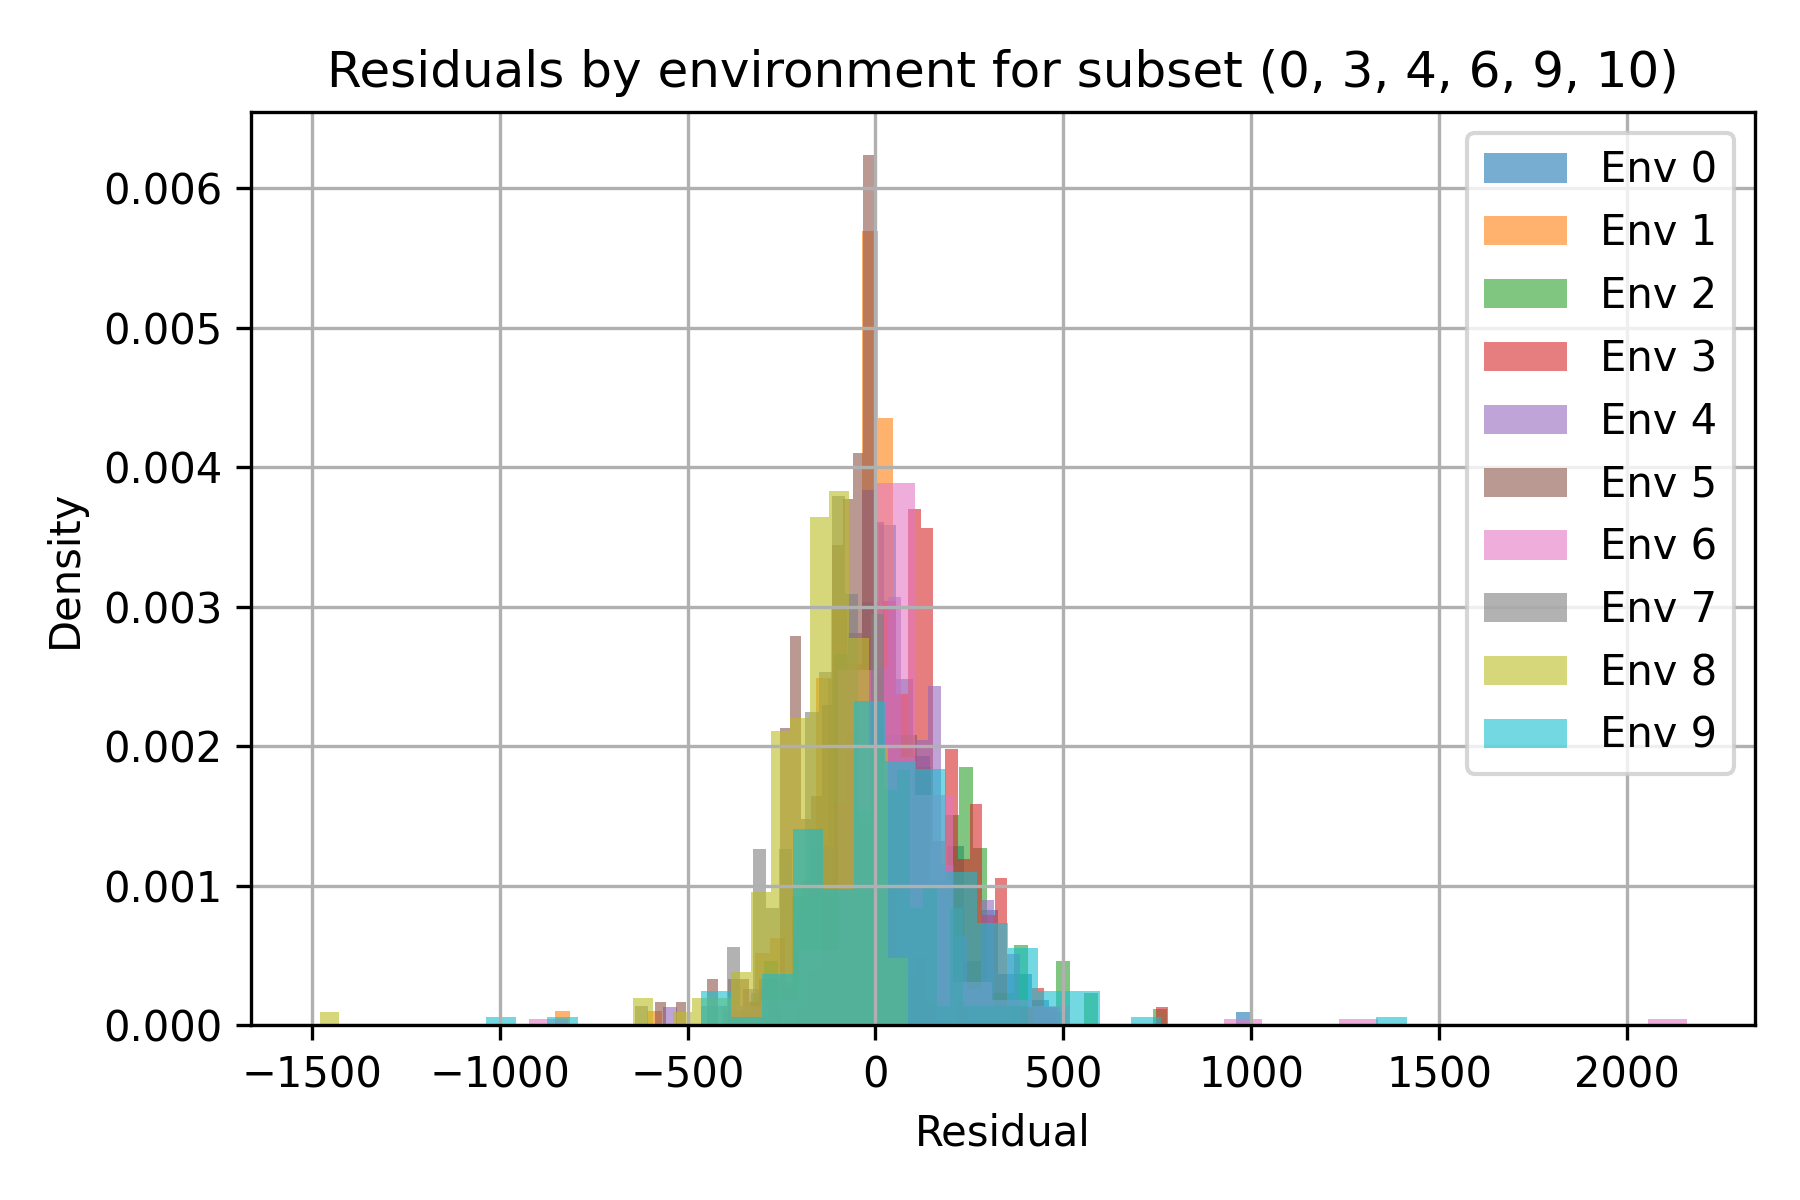 Residuals by environment for subset (0, 3, 4, 6, 9, 10)
Density
0.006
0.005
0.004
0.003
0.002
0.001
0.000
−1500 −1000 −500 0 500 1000 1500 2000
Residual
Env 0
Env 1
Env 2
Env 3
Env 4
Env 5
Env 6
Env 7
Env 8
Env 9